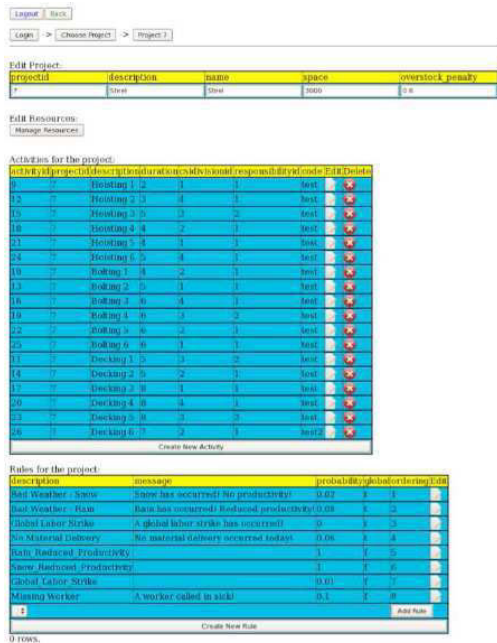 Logout Back
Login -> Choose Project -> Project 7
Edit Project:
projectid description name space overstock_penalty
7 Steel Steel 3000 0.8
Edit Resources:
Manage Resources
Activities for the project:
activityid projectid description duration csidivisionid responsibilityid code Edit Delete
9 7 Hoisting 1 2 1 1 test
12 7 Hoisting 2 3 4 1 test
15 7 Hoisting 3 5 3 2 test
18 7 Hoisting 4 4 2 1 test
21 7 Hoisting 5 4 1 1 test
24 7 Hoisting 6 5 4 1 test
10 7 Bolting 1 4 2 1 test
13 7 Bolting 2 5 1 1 test
16 7 Bolting 3 6 4 1 test
19 7 Bolting 4 6 3 2 test
22 7 Bolting 5 6 2 1 test
25 7 Bolting 6 6 1 1 test
11 7 Decking 1 5 3 2 test
14 7 Decking 2 5 2 1 test
17 7 Decking 3 8 1 1 test
20 7 Decking 4 8 4 1 test
23 7 Decking 5 8 3 2 test
26 7 Decking 6 7 2 1 test2
Create New Activity
Rules for the project:
description message probability global ordering Edit
Bad Weather - Snow Snow has occurred! No productivity! 0.02 t 1
Bad Weather - Rain Rain has occurred! Reduced productivity! t 2
Global Labor Strike A global labor strike has occurred! 0 t 3
No Material Delivery No material delivery occurred today! 0.06 t 4
Rain_Reduced_Productivity 1 f 5
Snow_Reduced_Productivity 1 f 6
Global_Labor_Strike 0.01 f 7
Missing Worker A worker called in sick! 0.1 f 8
Add Rule
Create New Rule
0 rows.